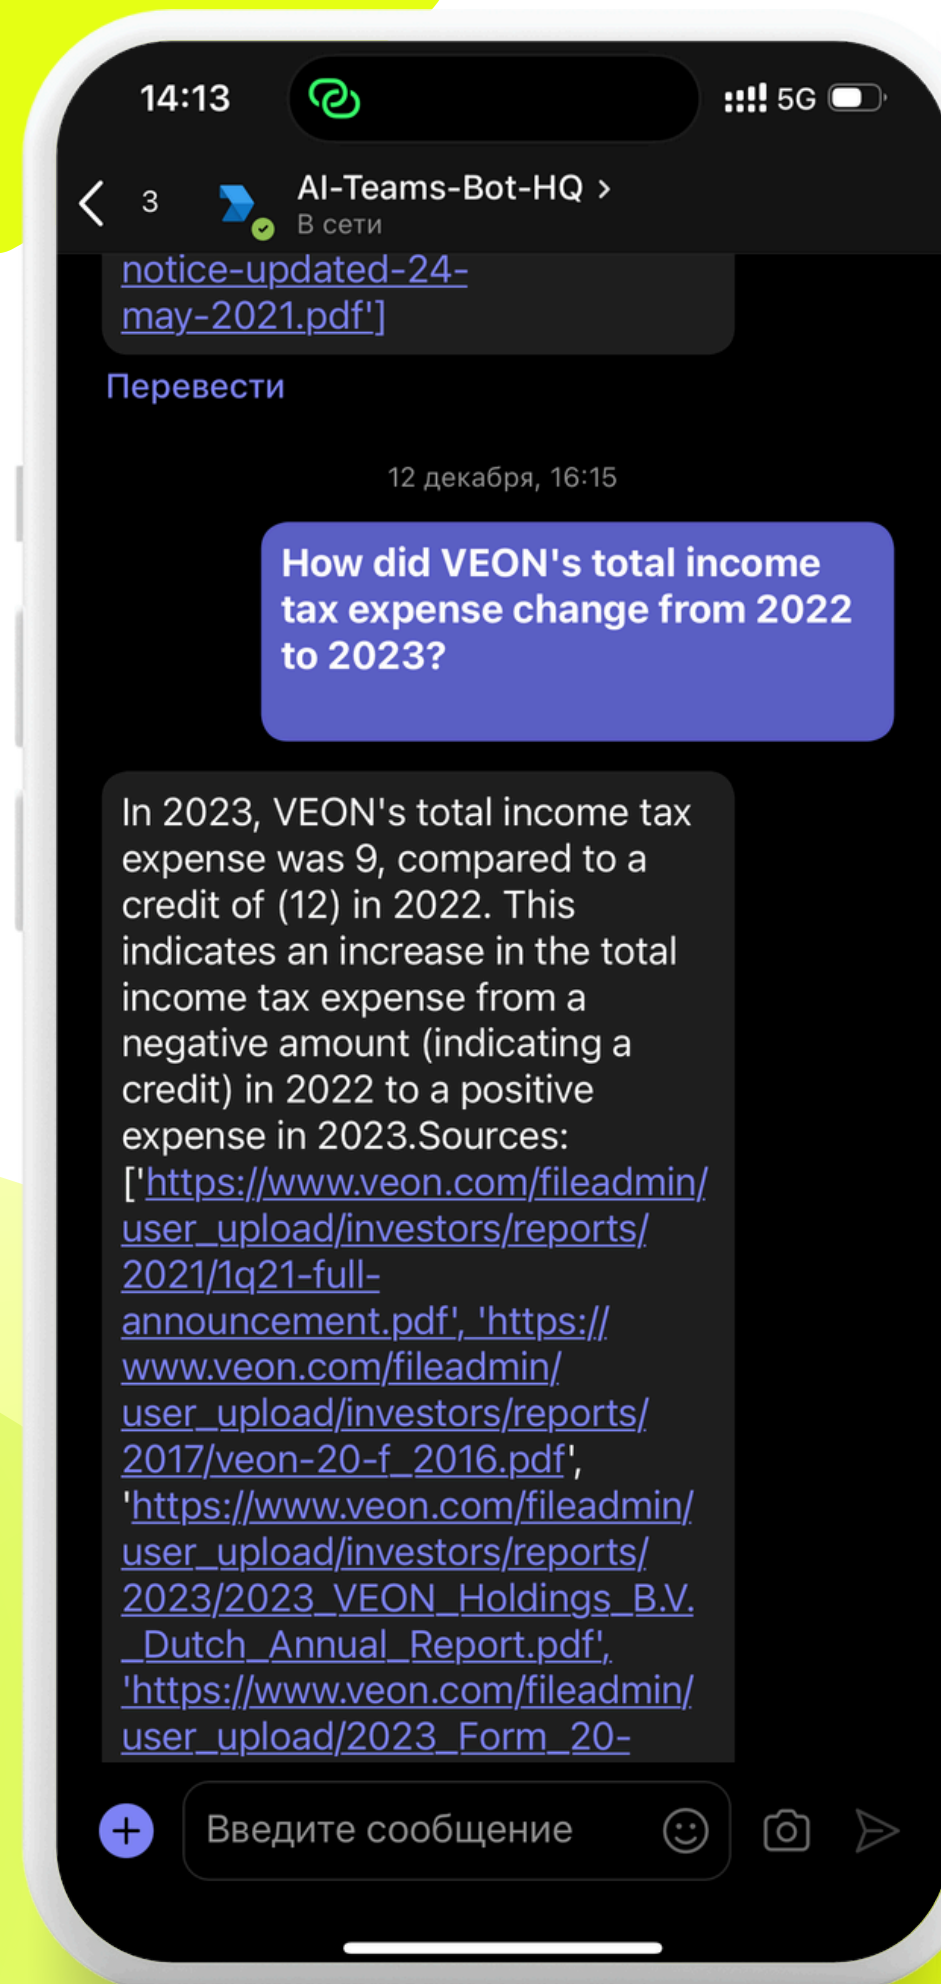 14:13
5G
3
AI-Teams-Bot-HQ >
В сети
notice-updated-24-
may-2021.pdf']
Перевести
12 декабря, 16:15
How did VEON's total income
tax expense change from 2022
to 2023?
In 2023, VEON's total income tax
expense was 9, compared to a
credit of (12) in 2022. This
indicates an increase in the total
income tax expense from a
negative amount (indicating a
credit) in 2022 to a positive
expense in 2023.Sources:
['https://www.veon.com/fileadmin/
user_upload/investors/reports/
2021/1q21-full-
announcement.pdf', 'https://
www.veon.com/fileadmin/
user_upload/investors/reports/
2017/veon-20-f_2016.pdf',
'https://www.veon.com/fileadmin/
user_upload/investors/reports/
2023/2023_VEON_Holdings_B.V.
_Dutch_Annual_Report.pdf',
'https://www.veon.com/fileadmin/
user_upload/2023_Form_20-
Введите сообщение